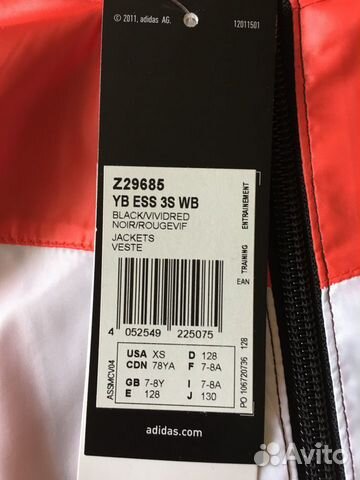 © 2011, adidas AG.
12011501
Z29685
YB ESS 3S WB
BLACK/VIVIDRED
NOIR/ROUGEVIF
JACKETS
VESTE
4 052549 225075
EAN
TRAINING
ENTRAINEMENT
ASSMCV04
USA XS D 128
CDN 78YA F 7-8A
GB 7-8Y I 7-8A
E 128 J 130
PO 106720736 128
adidas.com
Avito